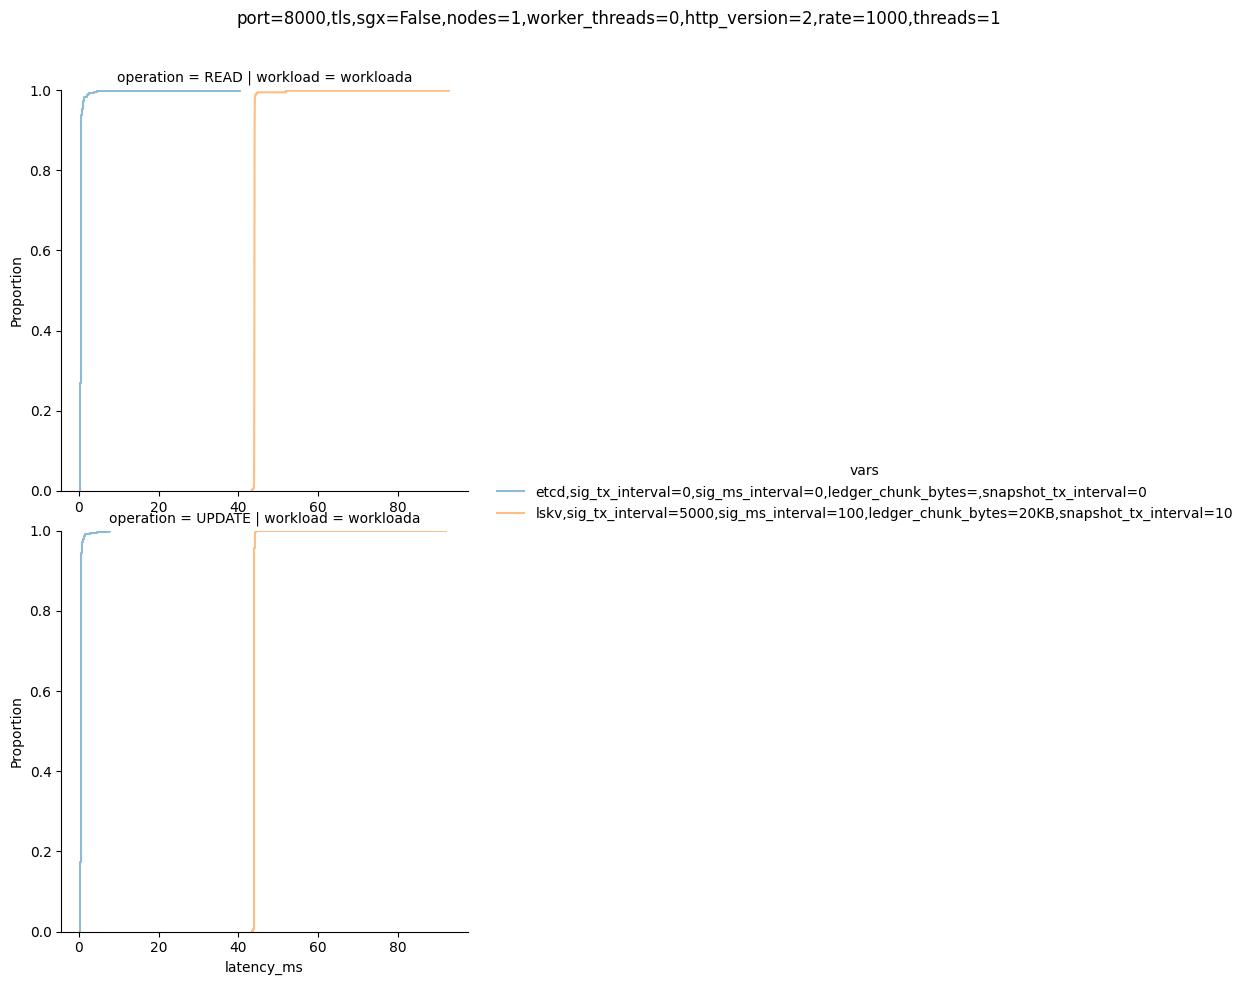 port=8000,tls,sgx=False,nodes=1,worker_threads=0,http_version=2,rate=1000,threads=1
operation = READ | workload = workloada
1.0
0.8
0.6
0.4
0.2
0.0
Proportion
0 20 40 60 80
vars
etcd,sig_tx_interval=0,sig_ms_interval=0,ledger_chunk_bytes=,snapshot_tx_interval=0
lskv,sig_tx_interval=5000,sig_ms_interval=100,ledger_chunk_bytes=20KB,snapshot_tx_interval=10
operation = UPDATE | workload = workloada
1.0
0.8
0.6
0.4
0.2
0.0
Proportion
0 20 40 60 80
latency_ms